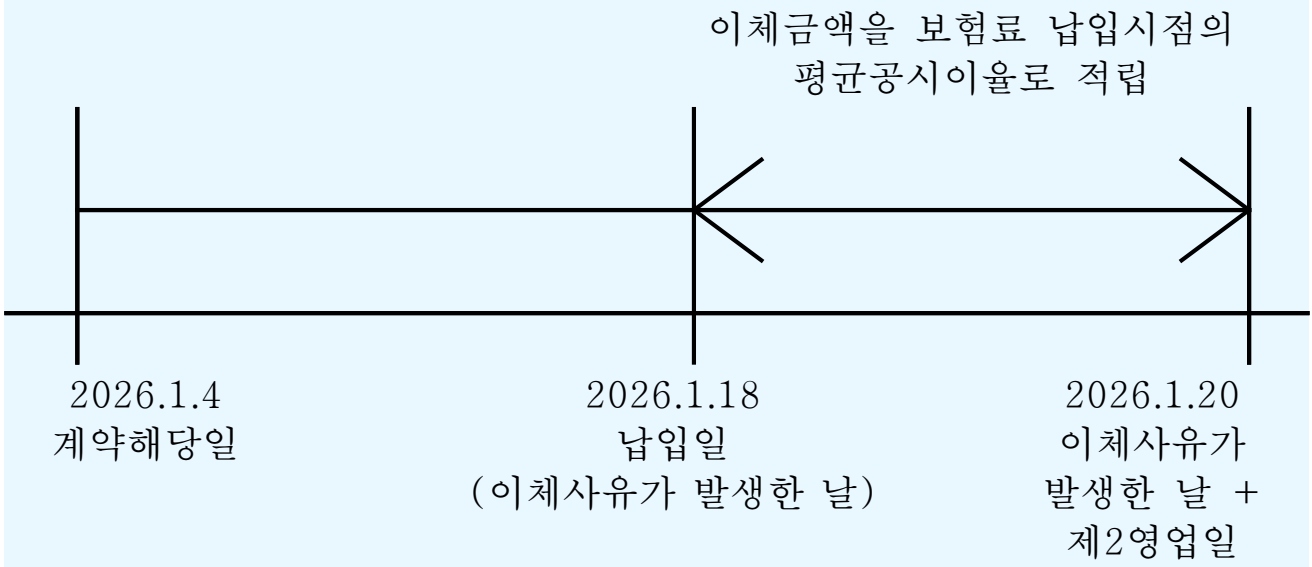 이체금액을 보험료 납입시점의
평균공시이율로 적립
2026.1.4
계약해당일
2026.1.18
납입일
(이체사유가 발생한 날)
2026.1.20
이체사유가
발생한 날 +
제2영업일